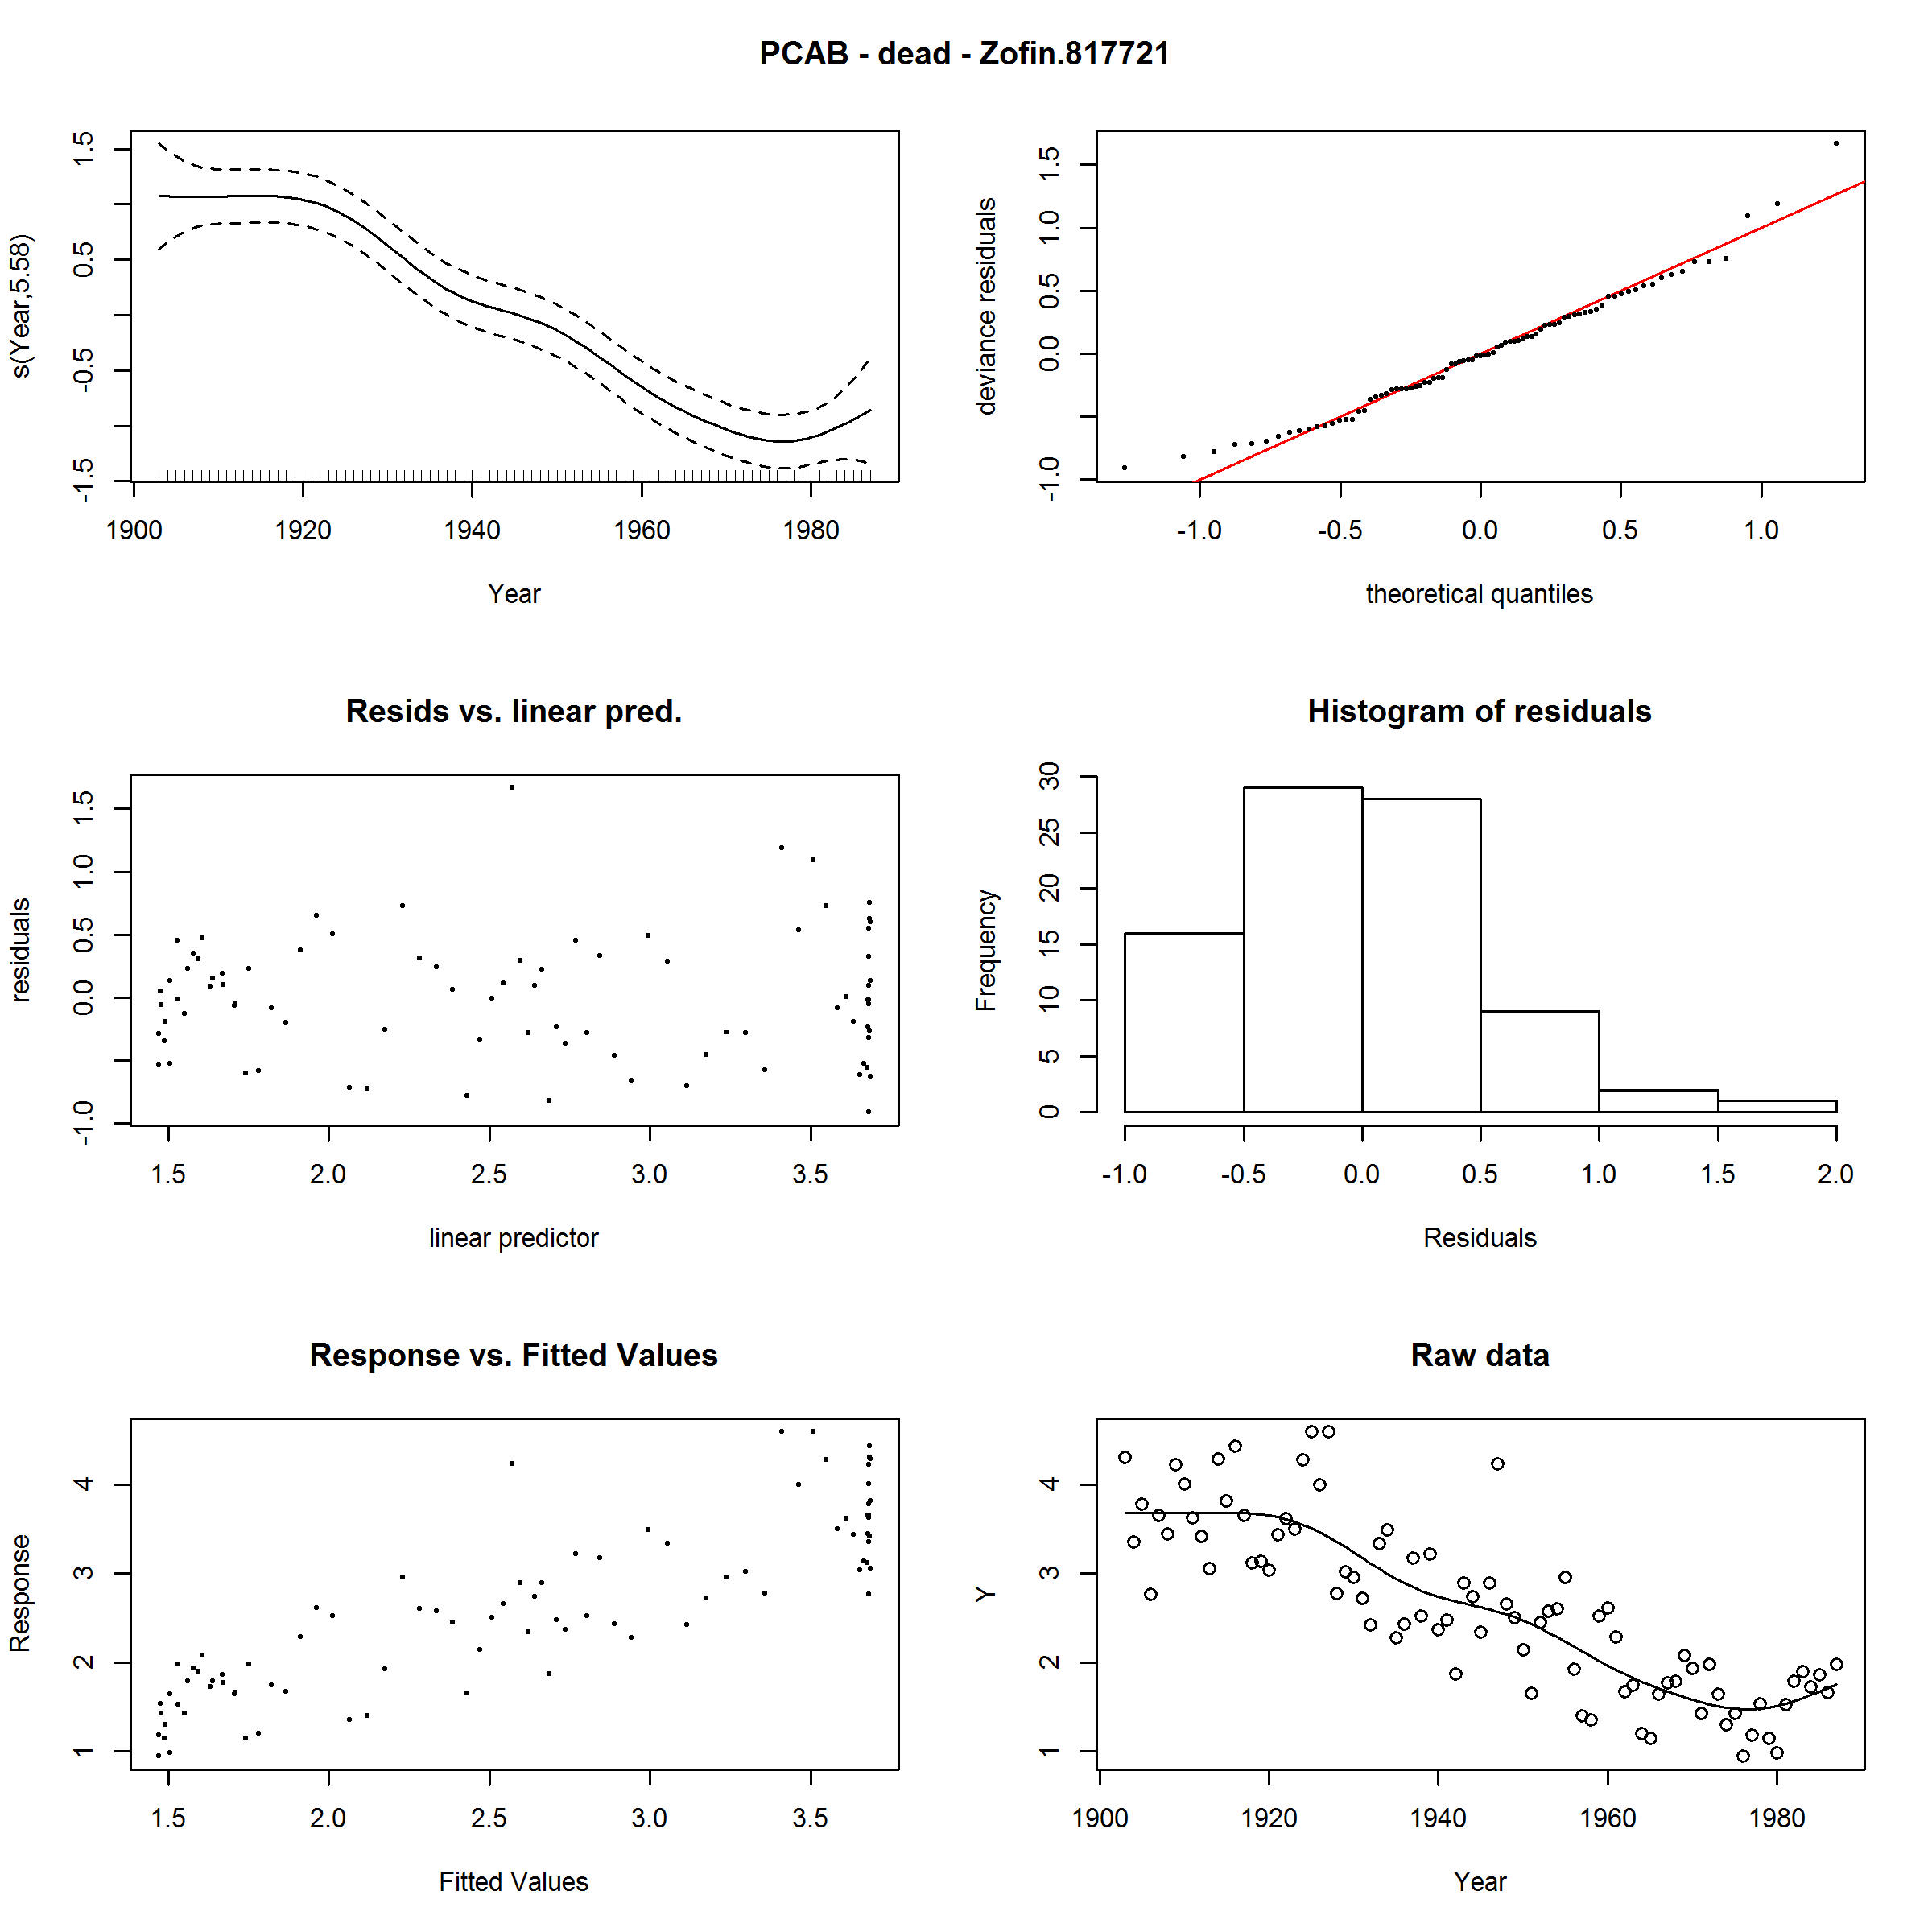 PCAB - dead - Zofin.817721
s(Year,5.58)
-1.5 -0.5 0.5 1.5
1900 1920 1940 1960 1980
Year
deviance residuals
-1.0 0.0 0.5 1.0 1.5
-1.0 -0.5 0.0 0.5 1.0
theoretical quantiles
Resids vs. linear pred.
residuals
-1.0 0.0 0.5 1.0 1.5
1.5 2.0 2.5 3.0 3.5
linear predictor
Histogram of residuals
Frequency
0 5 10 15 20 25 30
-1.0 -0.5 0.0 0.5 1.0 1.5 2.0
Residuals
Response vs. Fitted Values
Response
1 2 3 4
1.5 2.0 2.5 3.0 3.5
Fitted Values
Raw data
Y
1 2 3 4
1900 1920 1940 1960 1980
Year